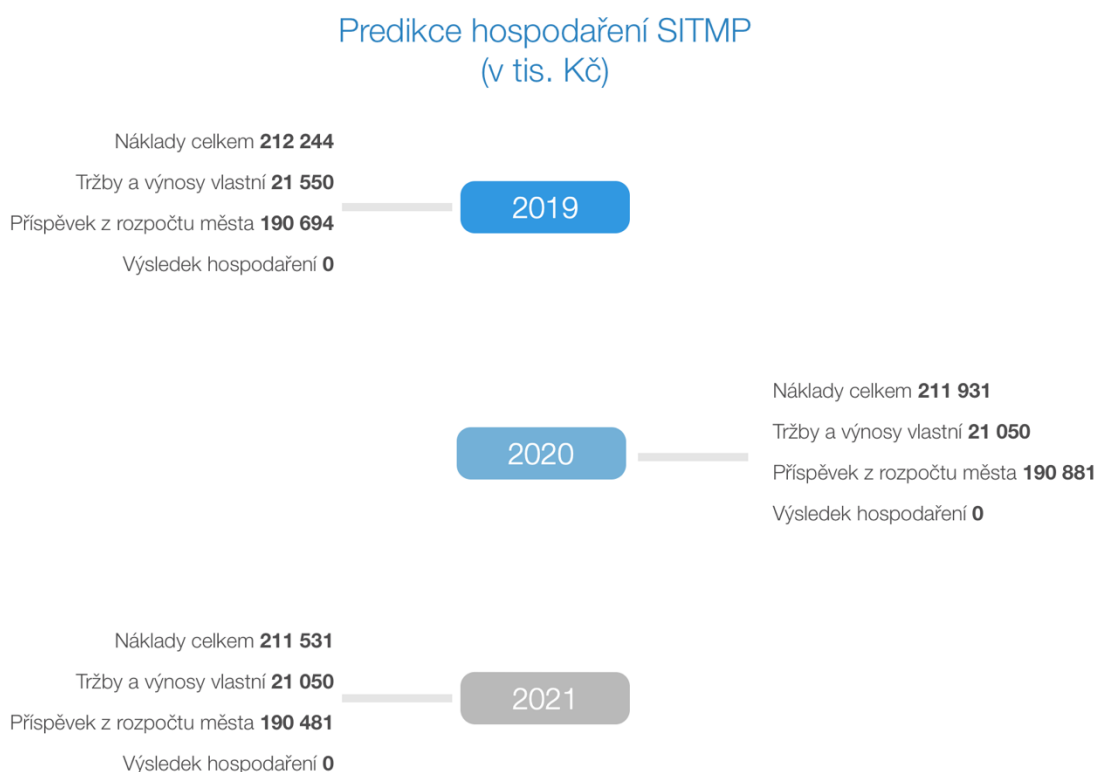 Predikce hospodaření SITMP
(v tis. Kč)
Náklady celkem 212 244
Tržby a výnosy vlastní 21 550
Příspěvek z rozpočtu města 190 694
Výsledek hospodaření 0
2019
2020
Náklady celkem 211 931
Tržby a výnosy vlastní 21 050
Příspěvek z rozpočtu města 190 881
Výsledek hospodaření 0
Náklady celkem 211 531
Tržby a výnosy vlastní 21 050
Příspěvek z rozpočtu města 190 481
Výsledek hospodaření 0
2021